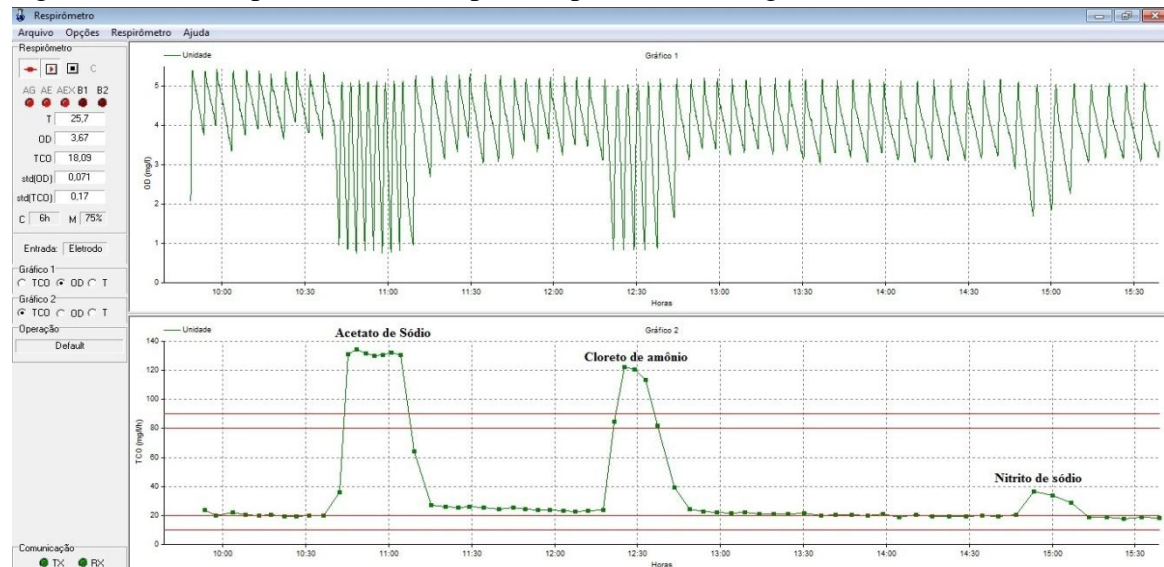 Respirômetro
Arquivo Opções Respirômetro Ajuda
Respirômetro
C
AG AE AEX B1 B2
T 25,7
OD 3,67
TCO 18,09
std(OD) 0,071
std(TCO) 0,17
C 6h M 75%
Entrada: Eletrodo
Gráfico 1
TCO OD T
Gráfico 2
TCO OD T
Operação
Default
Comunicação
TX RX
Unidade
Gráfico 1
OD (mg/l)
5
4
3
2
1
0
10:00 10:30 11:00 11:30 12:00 12:30 13:00 13:30 14:00 14:30 15:00 15:30
Horas
Unidade
Gráfico 2
Acetato de Sódio
Cloreto de amônio
Nitrito de sódio
TCO (mg/l/h)
140
120
100
80
60
40
20
0
10:00 10:30 11:00 11:30 12:00 12:30 13:00 13:30 14:00 14:30 15:00 15:30
Horas